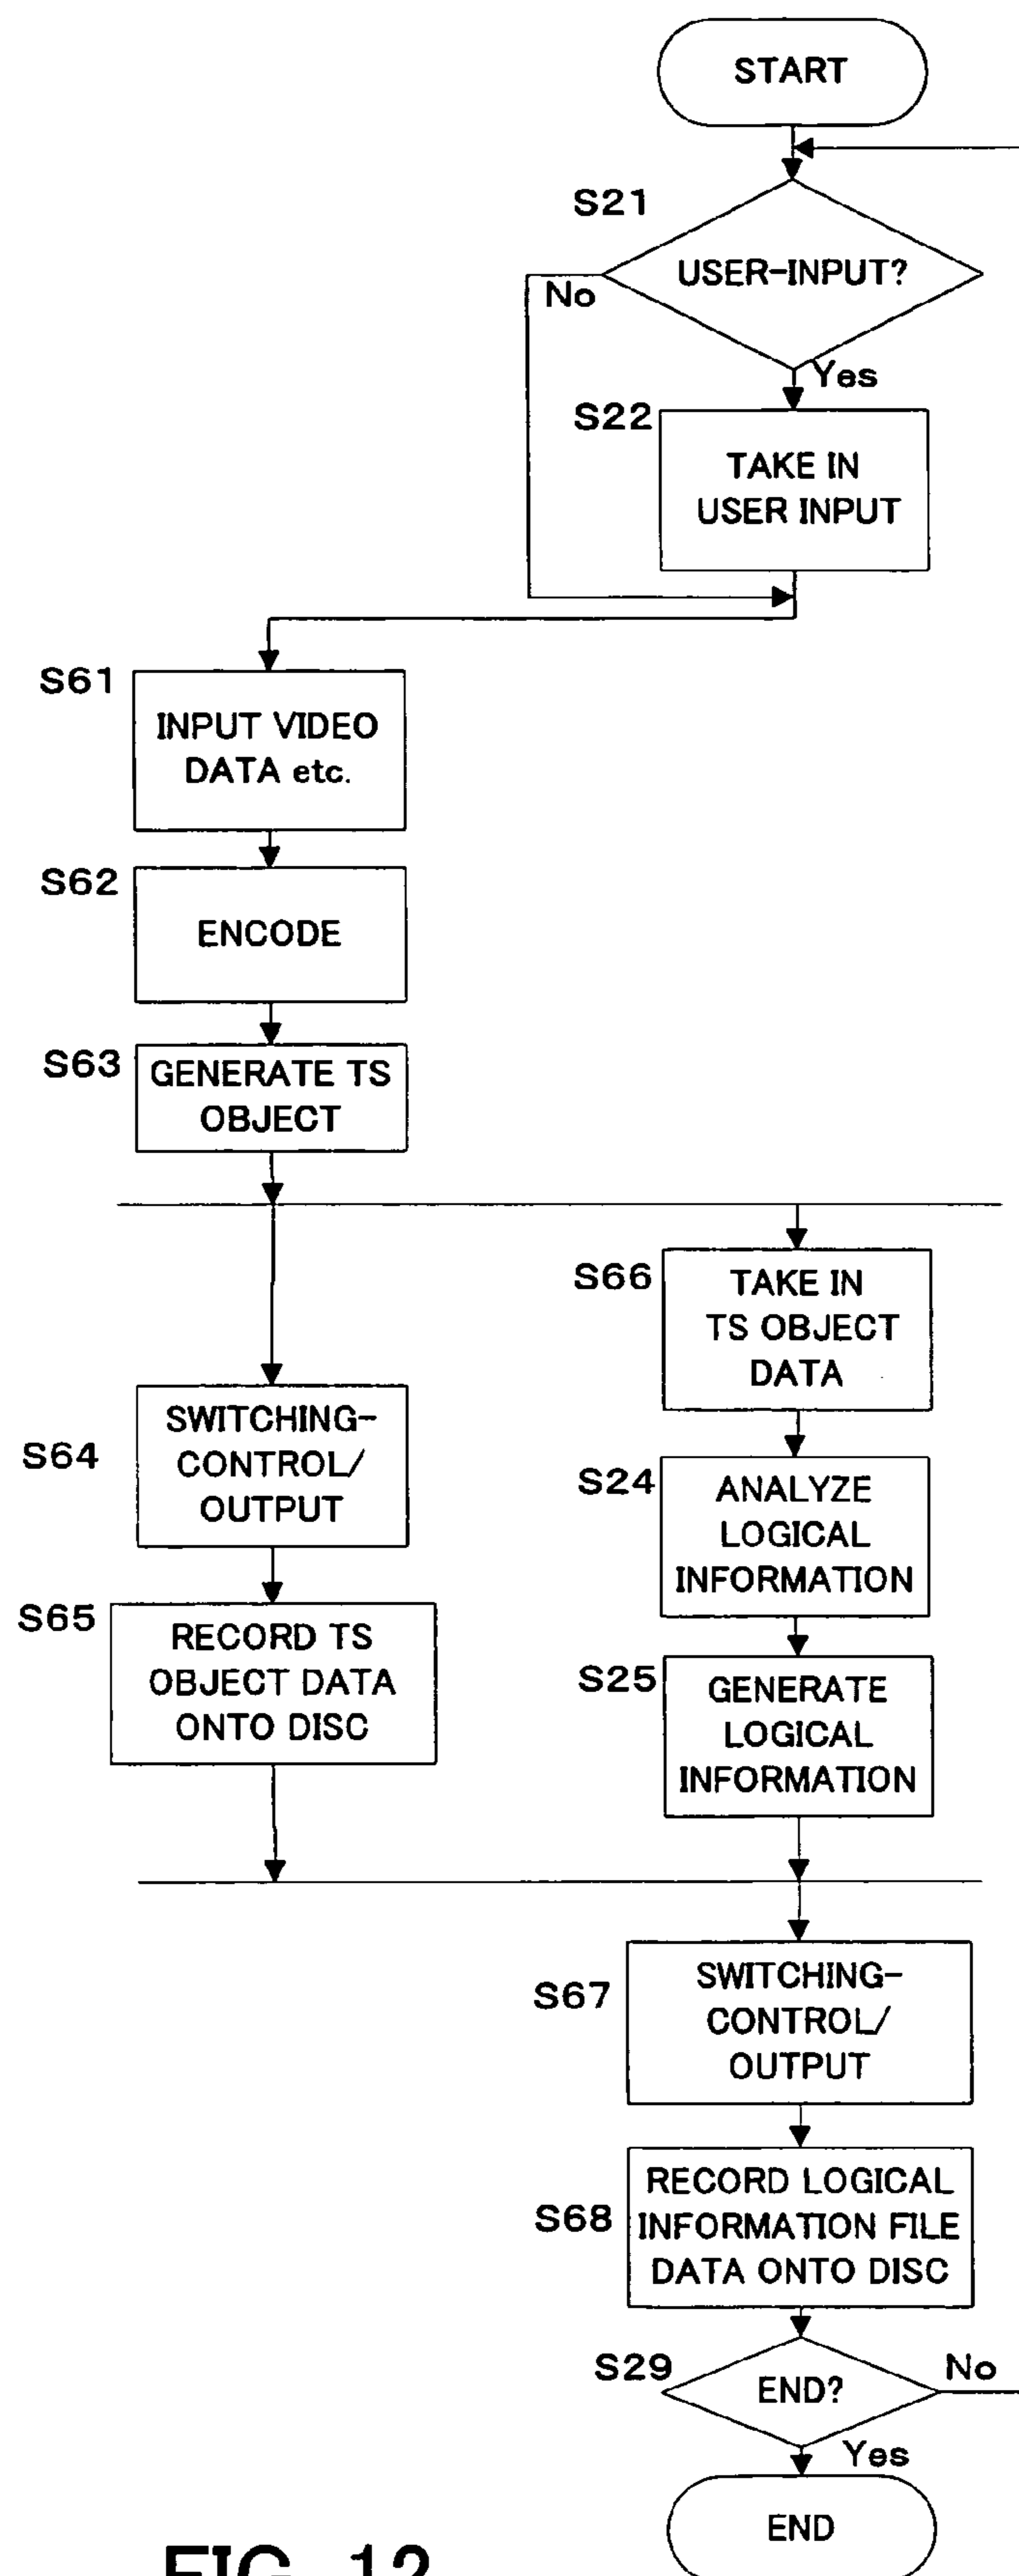 START
S21
USER-INPUT?
No
Yes
S22
TAKE IN
USER INPUT
S61
INPUT VIDEO
DATA etc.
S62
ENCODE
S63
GENERATE TS
OBJECT
S66
TAKE IN
TS OBJECT
DATA
S64
SWITCHING-
CONTROL/
OUTPUT
S24
ANALYZE
LOGICAL
INFORMATION
S65
RECORD TS
OBJECT DATA
ONTO DISC
S25
GENERATE
LOGICAL
INFORMATION
S67
SWITCHING-
CONTROL/
OUTPUT
S68
RECORD LOGICAL
INFORMATION FILE
DATA ONTO DISC
S29
END?
No
Yes
END
FIG. 12